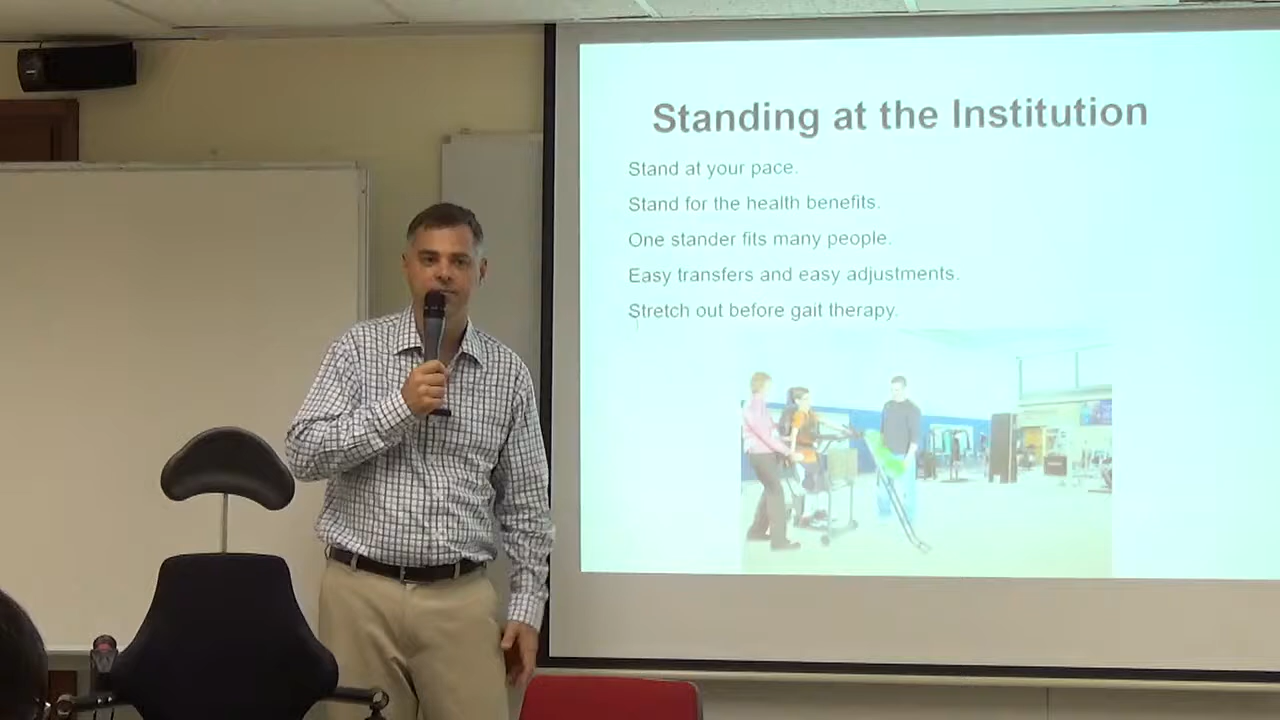 Standing at the Institution
Stand at your pace.
Stand for the health benefits.
One stander fits many people.
Easy transfers and easy adjustments.
Stretch out before gait therapy.